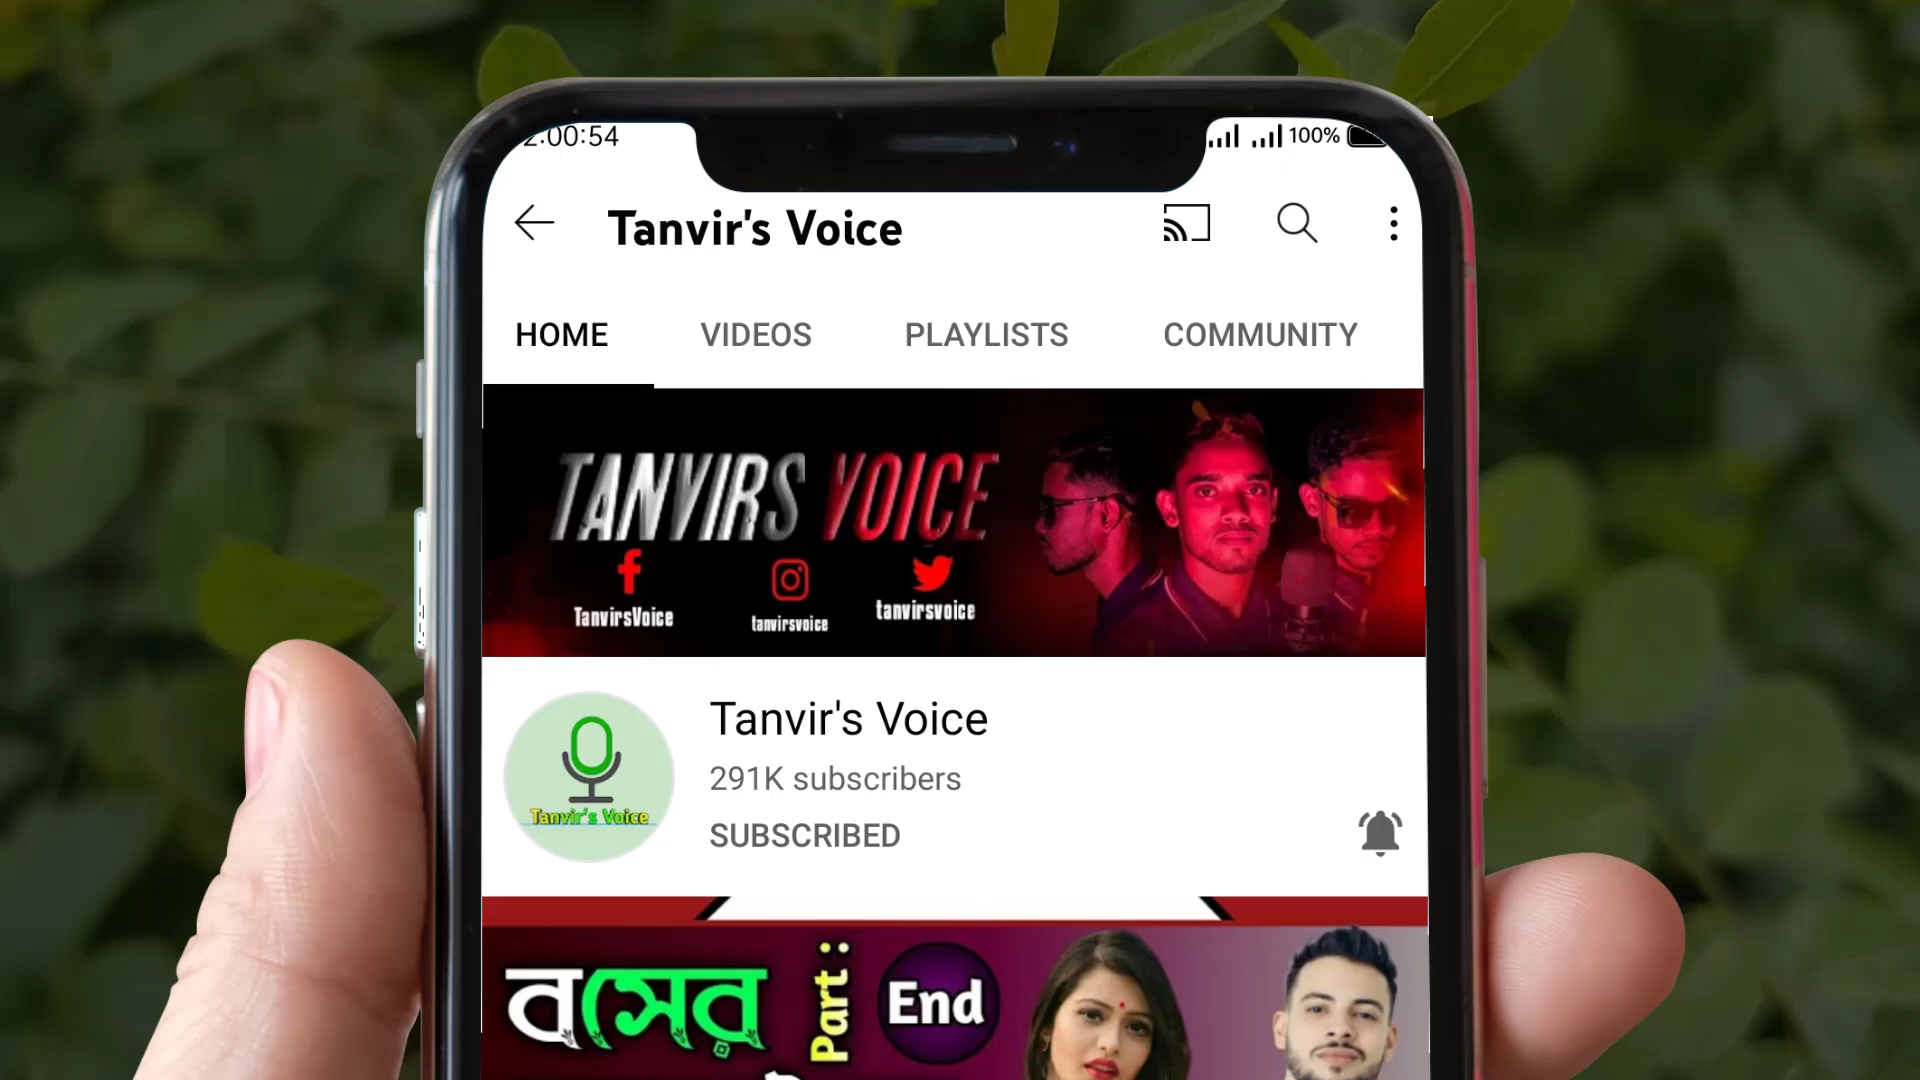 :00:54
100%
Tanvir's Voice
HOME VIDEOS PLAYLISTS COMMUNITY
TANVIRS VOICE
TanvirsVoice tanvirsvoice tanvirsvoice
Tanvir's Voice
Tanvir's Voice
291K subscribers
SUBSCRIBED
বসের Part : End